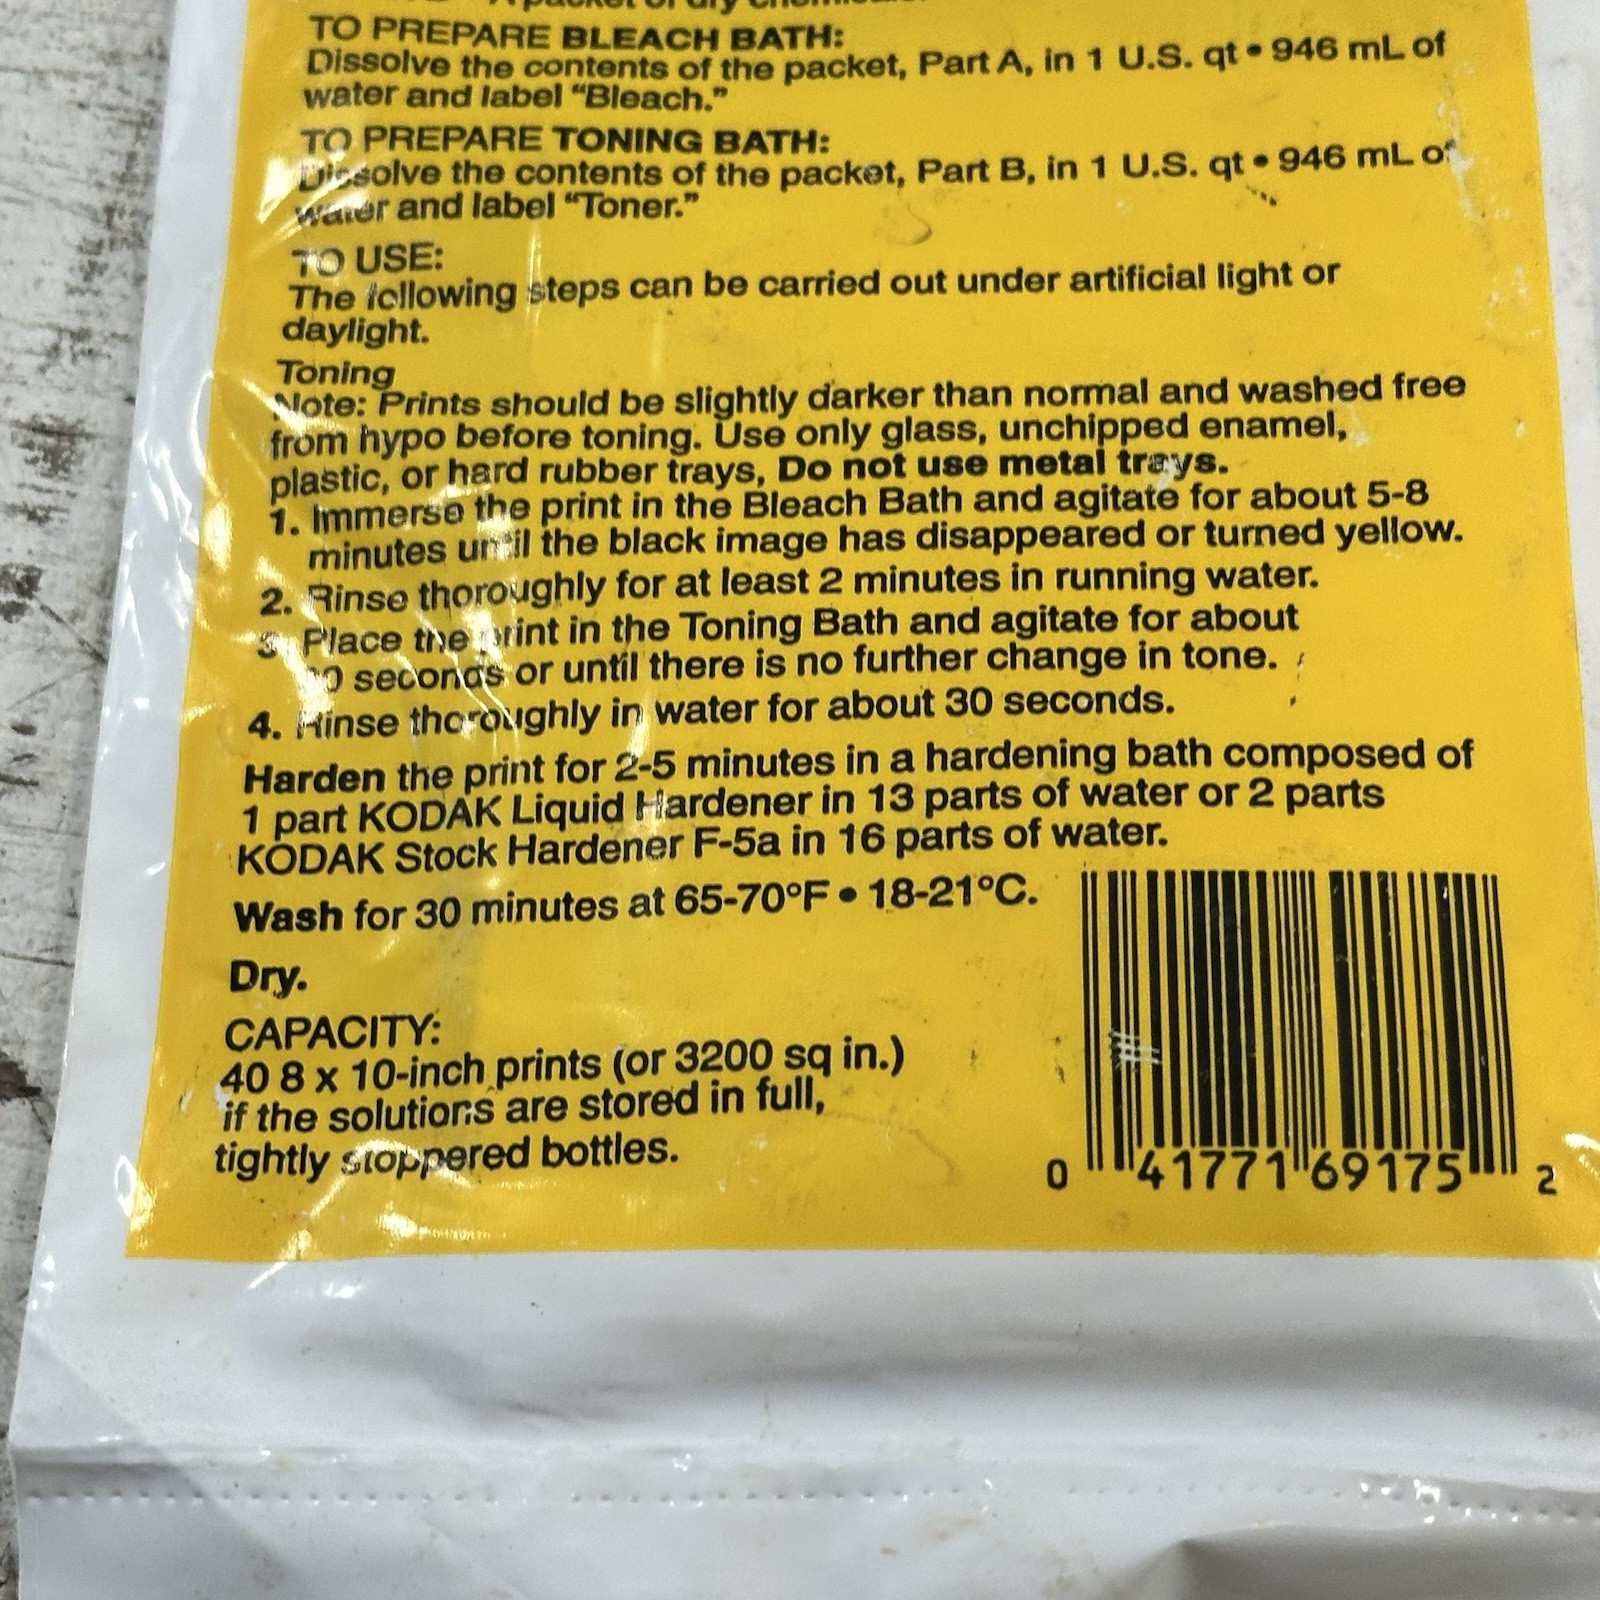 A packet of dry chemicals.
TO PREPARE BLEACH BATH:
Dissolve the contents of the packet, Part A, in 1 U.S. qt • 946 mL of
water and label “Bleach.”
TO PREPARE TONING BATH:
Dissolve the contents of the packet, Part B, in 1 U.S. qt • 946 mL of
water and label “Toner.”
TO USE:
The following steps can be carried out under artificial light or
daylight.
Toning
Note: Prints should be slightly darker than normal and washed free
from hypo before toning. Use only glass, unchipped enamel,
plastic, or hard rubber trays, Do not use metal trays.
1. Immerse the print in the Bleach Bath and agitate for about 5-8
minutes until the black image has disappeared or turned yellow.
2. Rinse thoroughly for at least 2 minutes in running water.
3. Place the print in the Toning Bath and agitate for about
seconds or until there is no further change in tone.
4. Rinse thoroughly in water for about 30 seconds.
Harden the print for 2-5 minutes in a hardening bath composed of
1 part KODAK Liquid Hardener in 13 parts of water or 2 parts
KODAK Stock Hardener F-5a in 16 parts of water.
Wash for 30 minutes at 65-70°F • 18-21°C.
Dry.
CAPACITY:
40 8 x 10-inch prints (or 3200 sq in.)
if the solutions are stored in full,
tightly stoppered bottles.
0 41771 69175 2